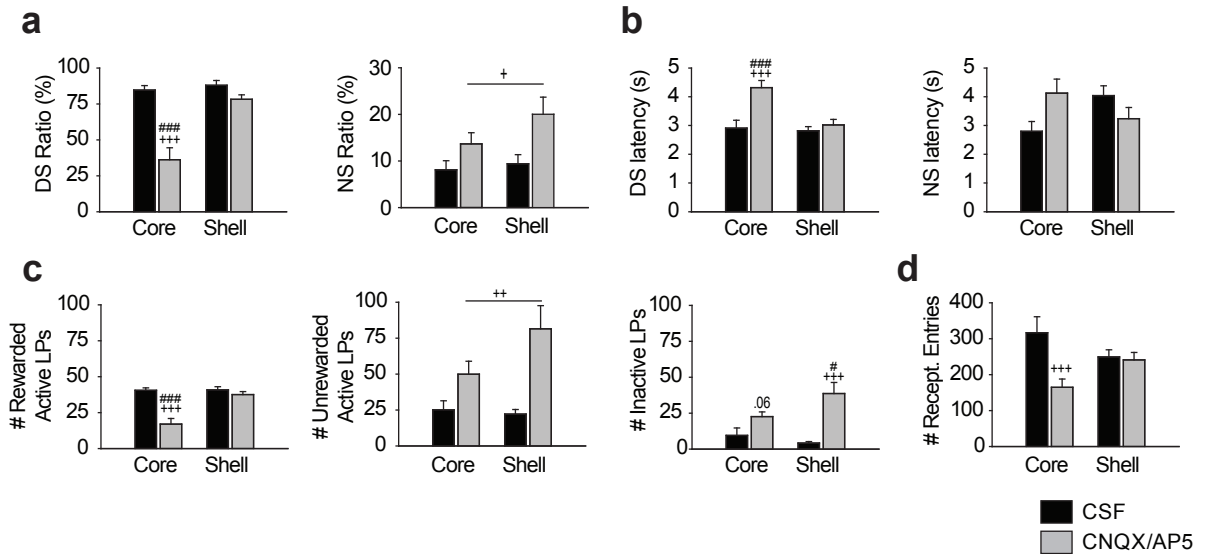 a
DS Ratio (%)
100
75
50
25
0
###
+++
Core Shell
NS Ratio (%)
30
20
10
0
+
Core Shell
b
DS latency (s)
5
4
3
2
1
0
###
+++
Core Shell
NS latency (s)
5
4
3
2
1
0
Core Shell
c
# Rewarded
Active LPs
100
75
50
25
0
###
+++
Core Shell
# Unrewarded
Active LPs
100
75
50
25
0
++
Core Shell
# Inactive LPs
100
75
50
25
0
.06
#
+++
Core Shell
d
# Recept. Entries
400
300
200
100
0
+++
Core Shell
CSF
CNQX/AP5